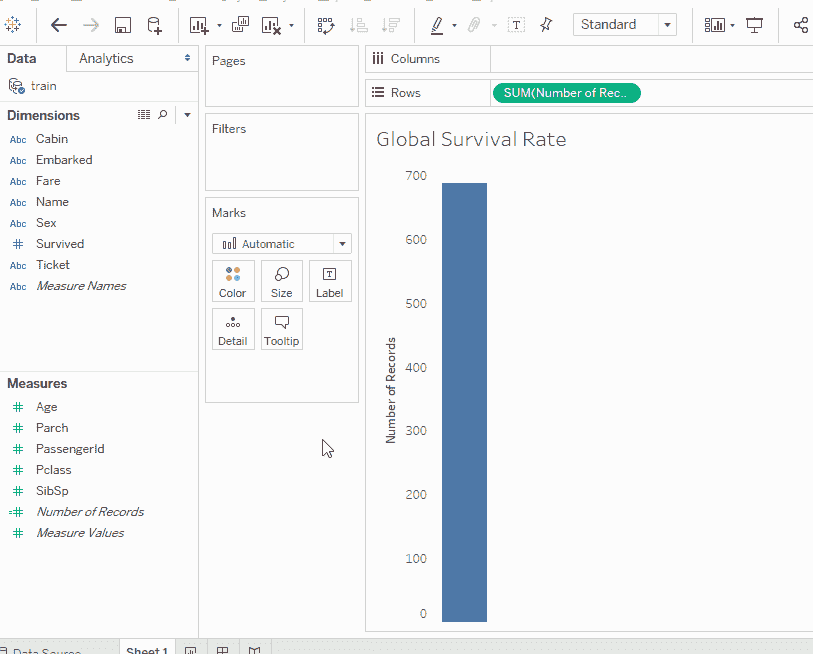 Standard
Data
Analytics
train
Dimensions
Abc Cabin
Abc Embarked
Abc Fare
Abc Name
Abc Sex
# Survived
Abc Ticket
Abc Measure Names
Measures
# Age
# Parch
# PassengerId
# Pclass
# SibSp
=# Number of Records
# Measure Values
Pages
Filters
Marks
Automatic
Color
Size
T
Label
Detail
Tooltip
Columns
Rows
SUM(Number of Rec..
Global Survival Rate
700
600
500
400
300
200
100
0
Number of Records
Data Source
Sheet 1